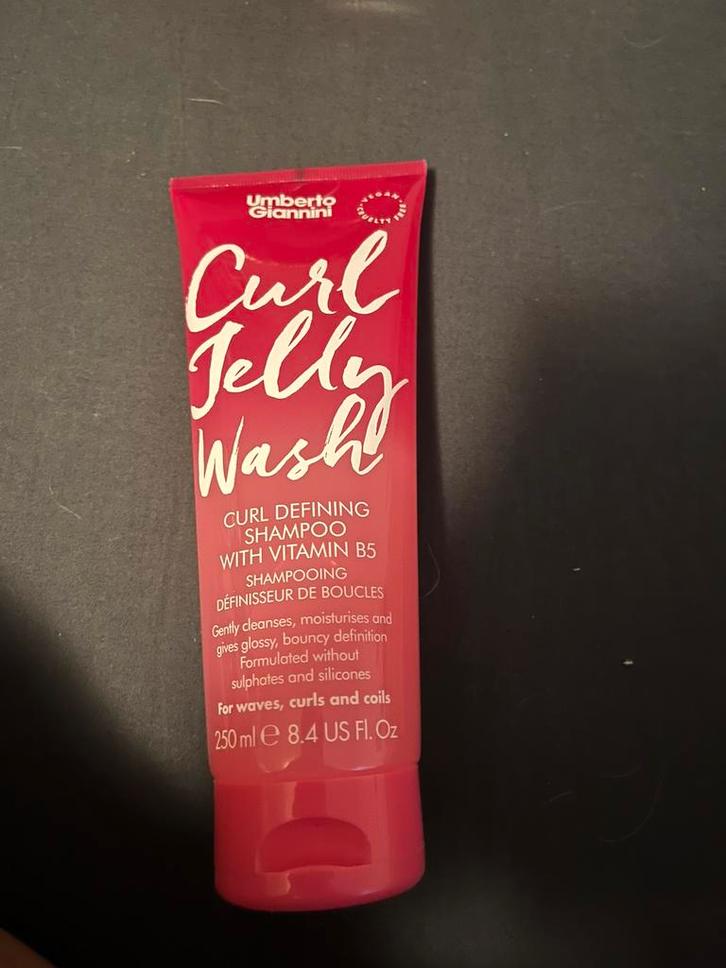 Umberto
Giannini
VEGAN
CRUELTY FREE
Curl
Jelly
Wash
CURL DEFINING
SHAMPOO
WITH VITAMIN B5
SHAMPOOING
DÉFINISSEUR DE BOUCLES
Gently cleanses, moisturises and
gives glossy, bouncy definition
Formulated without
sulphates and silicones
For waves, curls and coils
250 ml ℮ 8.4 US Fl. Oz